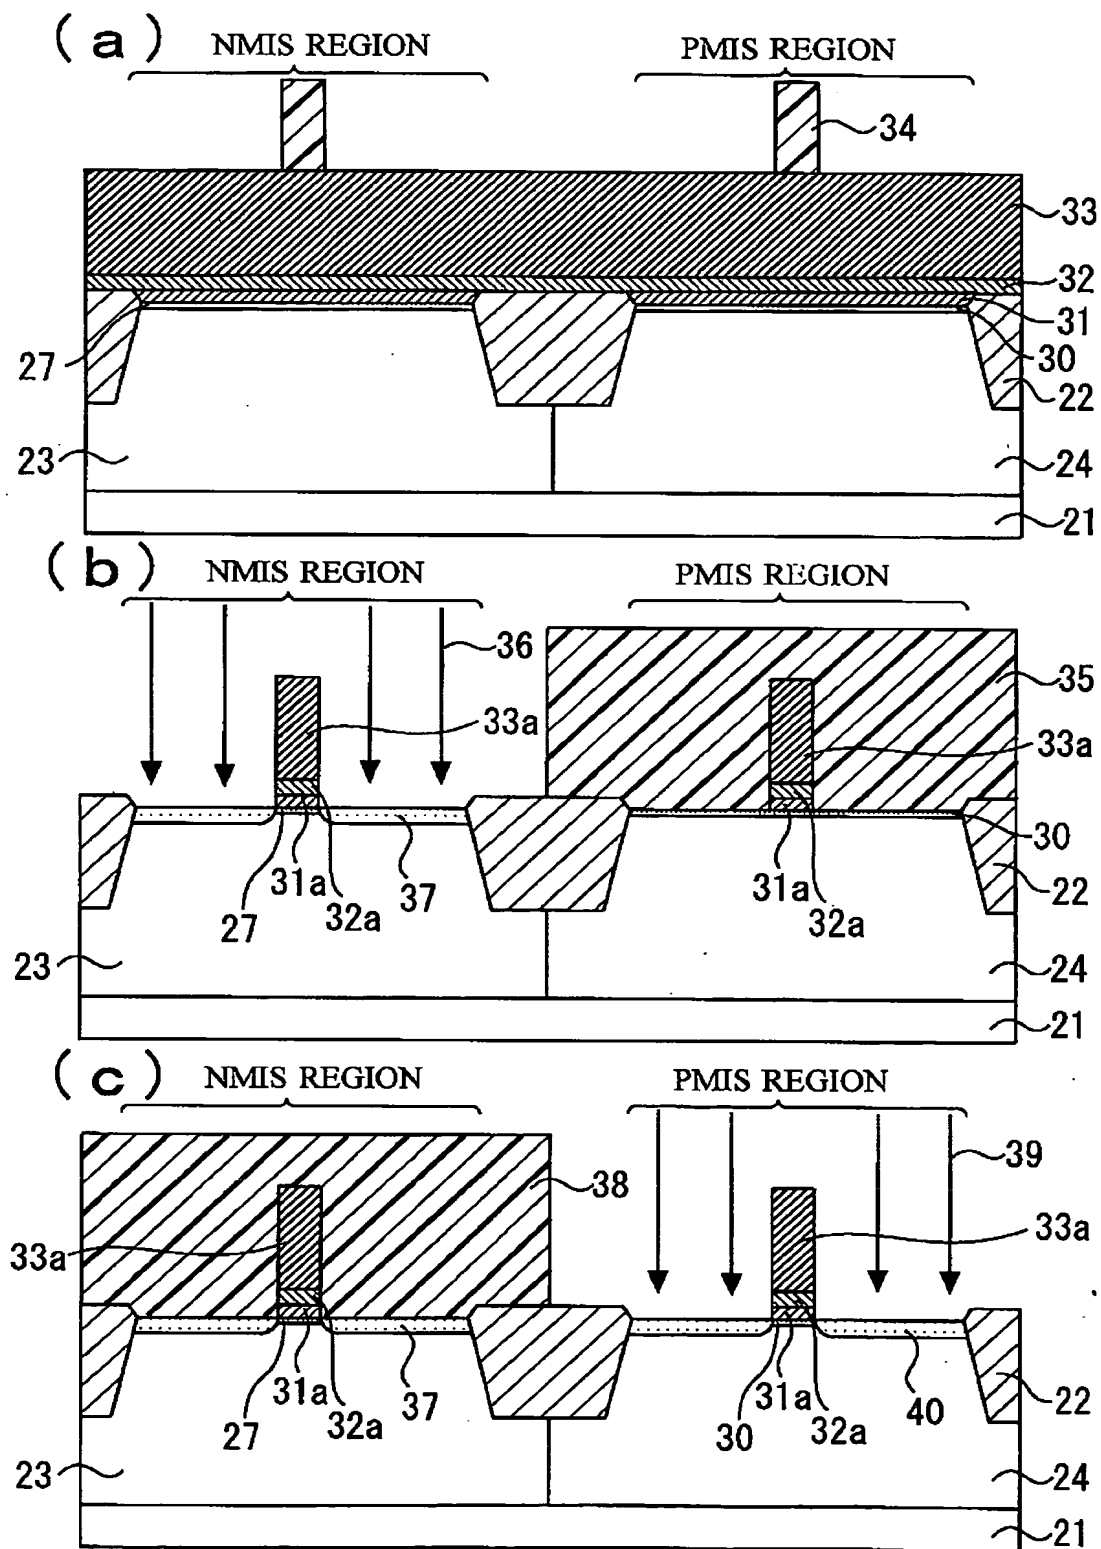 (a)
NMIS REGION
PMIS REGION
34
33
32
31
30
27
22
23
24
21
(b)
NMIS REGION
PMIS REGION
36
35
33a
33a
30
31a
37
31a
22
27
32a
32a
23
24
21
(c)
NMIS REGION
PMIS REGION
39
38
33a
33a
31a
37
31a
40
22
27
32a
30
32a
23
24
21